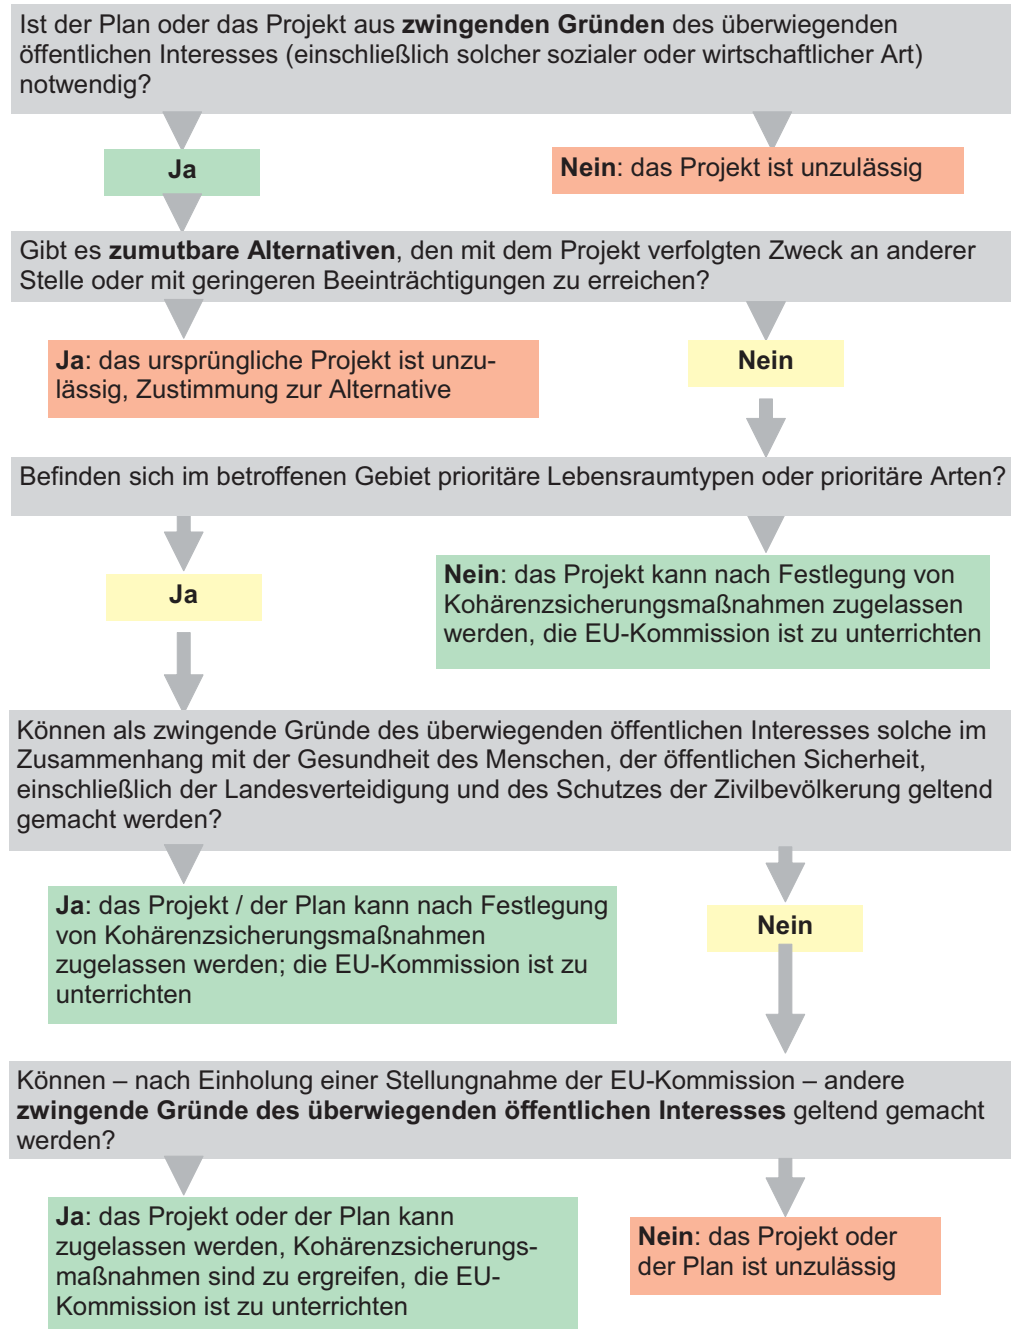 Ist der Plan oder das Projekt aus zwingenden Gründen des überwiegenden
öffentlichen Interesses (einschließlich solcher sozialer oder wirtschaftlicher Art)
notwendig?
Ja
Nein: das Projekt ist unzulässig
Gibt es zumutbare Alternativen, den mit dem Projekt verfolgten Zweck an anderer
Stelle oder mit geringeren Beeinträchtigungen zu erreichen?
Ja: das ursprüngliche Projekt ist unzu-
lässig, Zustimmung zur Alternative
Nein
Befinden sich im betroffenen Gebiet prioritäre Lebensraumtypen oder prioritäre Arten?
Ja
Nein: das Projekt kann nach Festlegung von
Kohärenzsicherungsmaßnahmen zugelassen
werden, die EU-Kommission ist zu unterrichten
Können als zwingende Gründe des überwiegenden öffentlichen Interesses solche im
Zusammenhang mit der Gesundheit des Menschen, der öffentlichen Sicherheit,
einschließlich der Landesverteidigung und des Schutzes der Zivilbevölkerung geltend
gemacht werden?
Ja: das Projekt / der Plan kann nach Festlegung
von Kohärenzsicherungsmaßnahmen
zugelassen werden; die EU-Kommission ist zu
unterrichten
Nein
Können – nach Einholung einer Stellungnahme der EU-Kommission – andere
zwingende Gründe des überwiegenden öffentlichen Interesses geltend gemacht
werden?
Ja: das Projekt oder der Plan kann
zugelassen werden, Kohärenzsicherungs-
maßnahmen sind zu ergreifen, die EU-
Kommission ist zu unterrichten
Nein: das Projekt oder
der Plan ist unzulässig